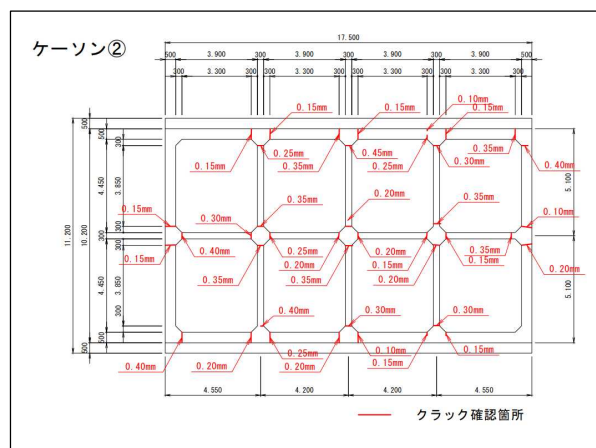 ケーソン②
17.500
500 3.900 300 3.900 300 3.900 300 3.900 500
300 3.300 300 300 3.300 300 300 3.300 300 300 3.300 300
0.15mm 0.15mm 0.10mm 0.15mm
0.15mm 0.25mm 0.35mm 0.45mm 0.25mm 0.30mm 0.35mm 0.40mm
0.15mm 0.30mm 0.35mm 0.20mm 0.35mm 0.10mm
0.15mm 0.40mm 0.35mm 0.25mm 0.20mm 0.35mm 0.20mm 0.15mm 0.20mm 0.35mm 0.15mm 0.20mm
0.40mm 0.30mm 0.30mm
0.40mm 0.20mm 0.25mm 0.20mm 0.10mm 0.15mm 0.15mm
11.200
500 10.200 500
500 4.450 300 4.450 500
300 3.850 300 300 3.850 300
5.100
5.100
4.550 4.200 4.200 4.550
クラック確認箇所